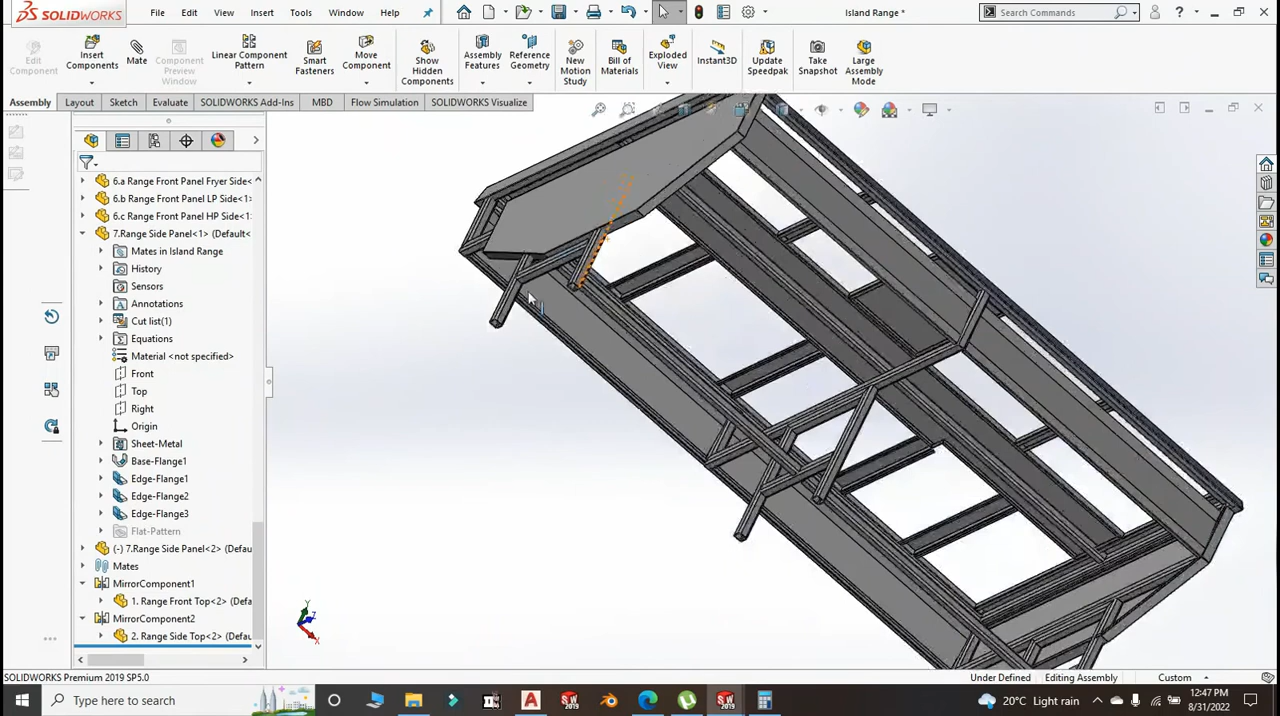 SOLIDWORKS File Edit View Insert Tools Window Help Island Range * Search Commands ?
Edit Component
Insert Components
Mate
Component Preview Window
Linear Component Pattern
Smart Fasteners
Move Component
Show Hidden Components
Assembly Features
Reference Geometry
New Motion Study
Bill of Materials
Exploded View
Instant3D
Update Speedpak
Take Snapshot
Large Assembly Mode
Assembly Layout Sketch Evaluate SOLIDWORKS Add-Ins MBD Flow Simulation SOLIDWORKS Visualize
6.a Range Front Panel Fryer Side<
6.b Range Front Panel LP Side<1>
6.c Range Front Panel HP Side<1>
7.Range Side Panel<1> (Default<
Mates in Island Range
History
Sensors
Annotations
Cut list(1)
Equations
Material <not specified>
Front
Top
Right
Origin
Sheet-Metal
Base-Flange1
Edge-Flange1
Edge-Flange2
Edge-Flange3
Flat-Pattern
(-) 7.Range Side Panel<2> (Defau
Mates
MirrorComponent1
1. Range Front Top<2> (Defa
MirrorComponent2
2. Range Side Top<2> (Defau
Y
Z
X
SOLIDWORKS Premium 2019 SP5.0 Under Defined Editing Assembly Custom
Type here to search 20°C Light rain 12:47 PM
8/31/2022